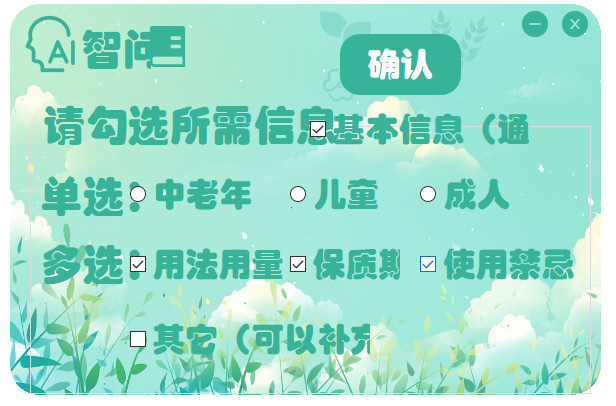 AI 智问
确认
请勾选所需信息 基本信息（通
单选： 中老年 儿童 成人
多选： 用法用量 保质期 使用禁忌
其它（可以补充